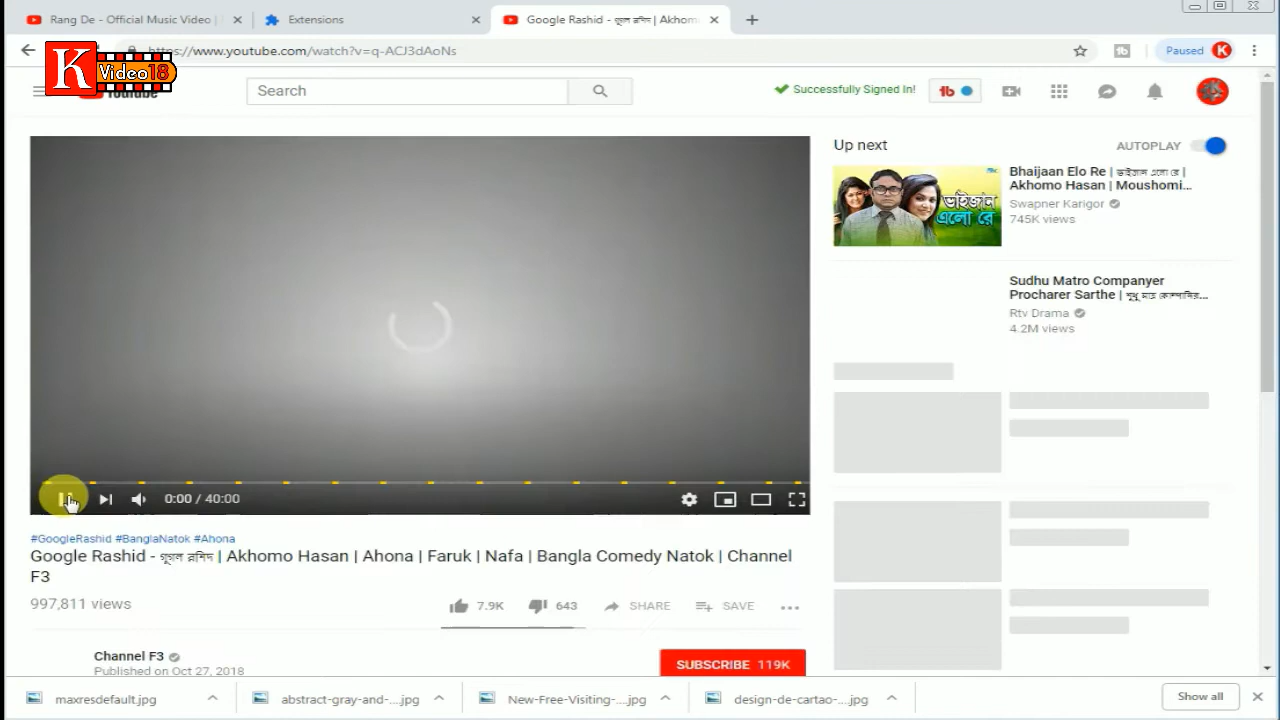 Rang De - Official Music Video |
Extensions
Google Rashid - গুগল রশিদ | Akhom
https://www.youtube.com/watch?v=q-ACJ3dAoNs
Paused K
K Video18
YouTube
Search
Successfully Signed In!
tb
Up next
AUTOPLAY
ভাইজান
এলো রে
Bhaijaan Elo Re | ভাইজান এলো রে |
Akhomo Hasan | Moushomi...
Swapner Karigor
745K views
Sudhu Matro Companyer
Procharer Sarthe | শুধু মাত্র কোম্পানির...
Rtv Drama
4.2M views
0:00 / 40:00
#GoogleRashid #BanglaNatok #Ahona
Google Rashid - গুগল রশিদ | Akhomo Hasan | Ahona | Faruk | Nafa | Bangla Comedy Natok | Channel
F3
997,811 views
7.9K
643
SHARE
SAVE
Channel F3
Published on Oct 27, 2018
SUBSCRIBE 119K
maxresdefault.jpg
abstract-gray-and-....jpg
New-Free-Visiting-....jpg
design-de-cartao-....jpg
Show all